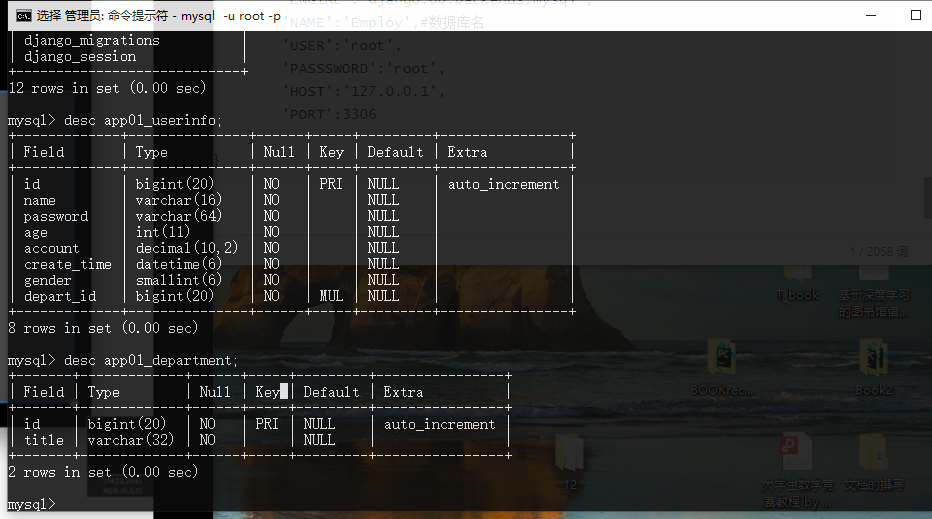 选择 管理员: 命令提示符 - mysql -u root -p
'NAME':'Employ',#数据库名
'USER':'root',
'PASSSWORD':'root',
'HOST':'127.0.0.1',
'PORT':3306
}
| django_migrations |
| django_session |
+----------------------------+
12 rows in set (0.00 sec)
mysql> desc app01_userinfo;
+-------------+---------------+------+-----+---------+----------------+
| Field | Type | Null | Key | Default | Extra |
+-------------+---------------+------+-----+---------+----------------+
| id | bigint(20) | NO | PRI | NULL | auto_increment |
| name | varchar(16) | NO | | NULL | |
| password | varchar(64) | NO | | NULL | |
| age | int(11) | NO | | NULL | |
| account | decimal(10,2) | NO | | NULL | |
| create_time | datetime(6) | NO | | NULL | |
| gender | smallint(6) | NO | | NULL | |
| depart_id | bigint(20) | NO | MUL | NULL | |
+-------------+---------------+------+-----+---------+----------------+
8 rows in set (0.00 sec)
mysql> desc app01_department;
+-------+-------------+------+-----+---------+----------------+
| Field | Type | Null | Key | Default | Extra |
+-------+-------------+------+-----+---------+----------------+
| id | bigint(20) | NO | PRI | NULL | auto_increment |
| title | varchar(32) | NO | | NULL | |
+-------+-------------+------+-----+---------+----------------+
2 rows in set (0.00 sec)
mysql>
1 / 2058 词
基于深度学习
的图书馆借...
BOOKrec...
Book2
12
大学生数学竞
赛教程(by ...
文档的撰写